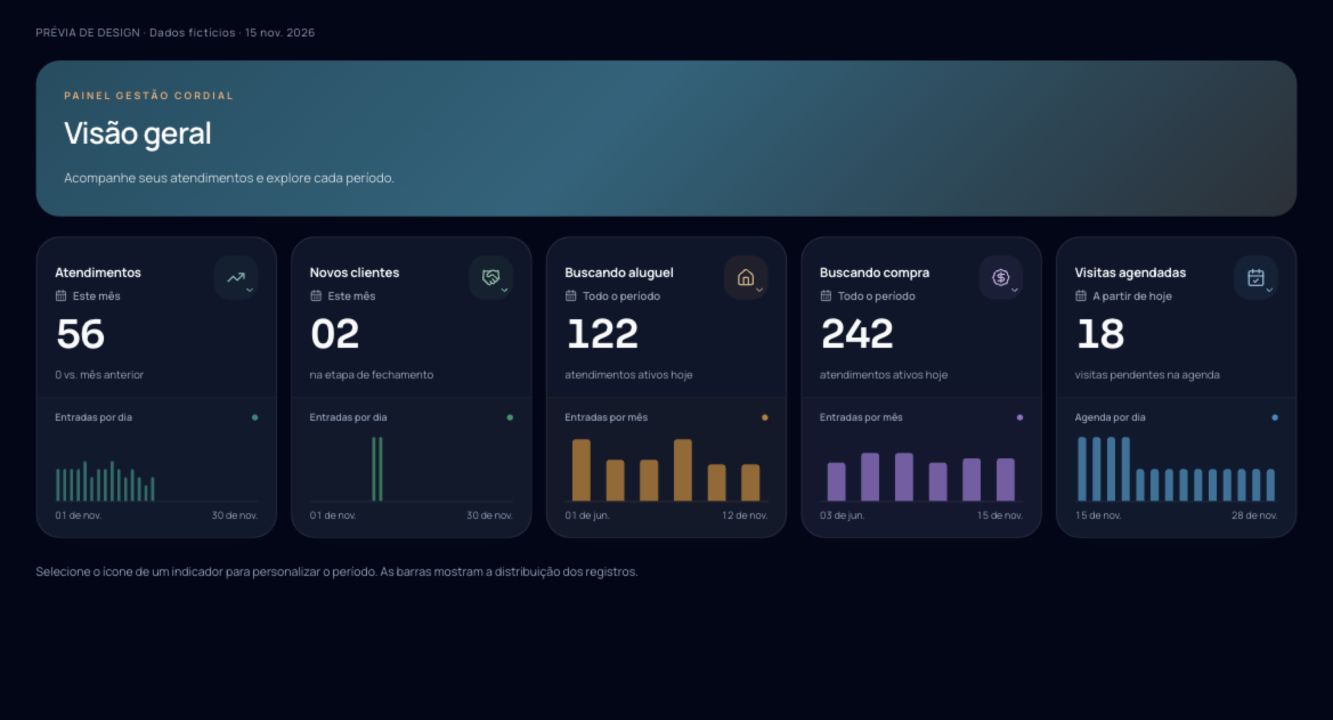 PRÉVIA DE DESIGN · Dados fictícios · 15 nov. 2026
PAINEL GESTÃO CORDIAL
Visão geral
Acompanhe seus atendimentos e explore cada período.
Atendimentos
Este mês
56
0 vs. mês anterior
Entradas por dia
01 de nov.
30 de nov.
Novos clientes
Este mês
02
na etapa de fechamento
Entradas por dia
01 de nov.
30 de nov.
Buscando aluguel
Todo o período
122
atendimentos ativos hoje
Entradas por mês
01 de jun.
12 de nov.
Buscando compra
Todo o período
242
atendimentos ativos hoje
Entradas por mês
03 de jun.
15 de nov.
Visitas agendadas
A partir de hoje
18
visitas pendentes na agenda
Agenda por dia
15 de nov.
28 de nov.
Selecione o ícone de um indicador para personalizar o período. As barras mostram a distribuição dos registros.